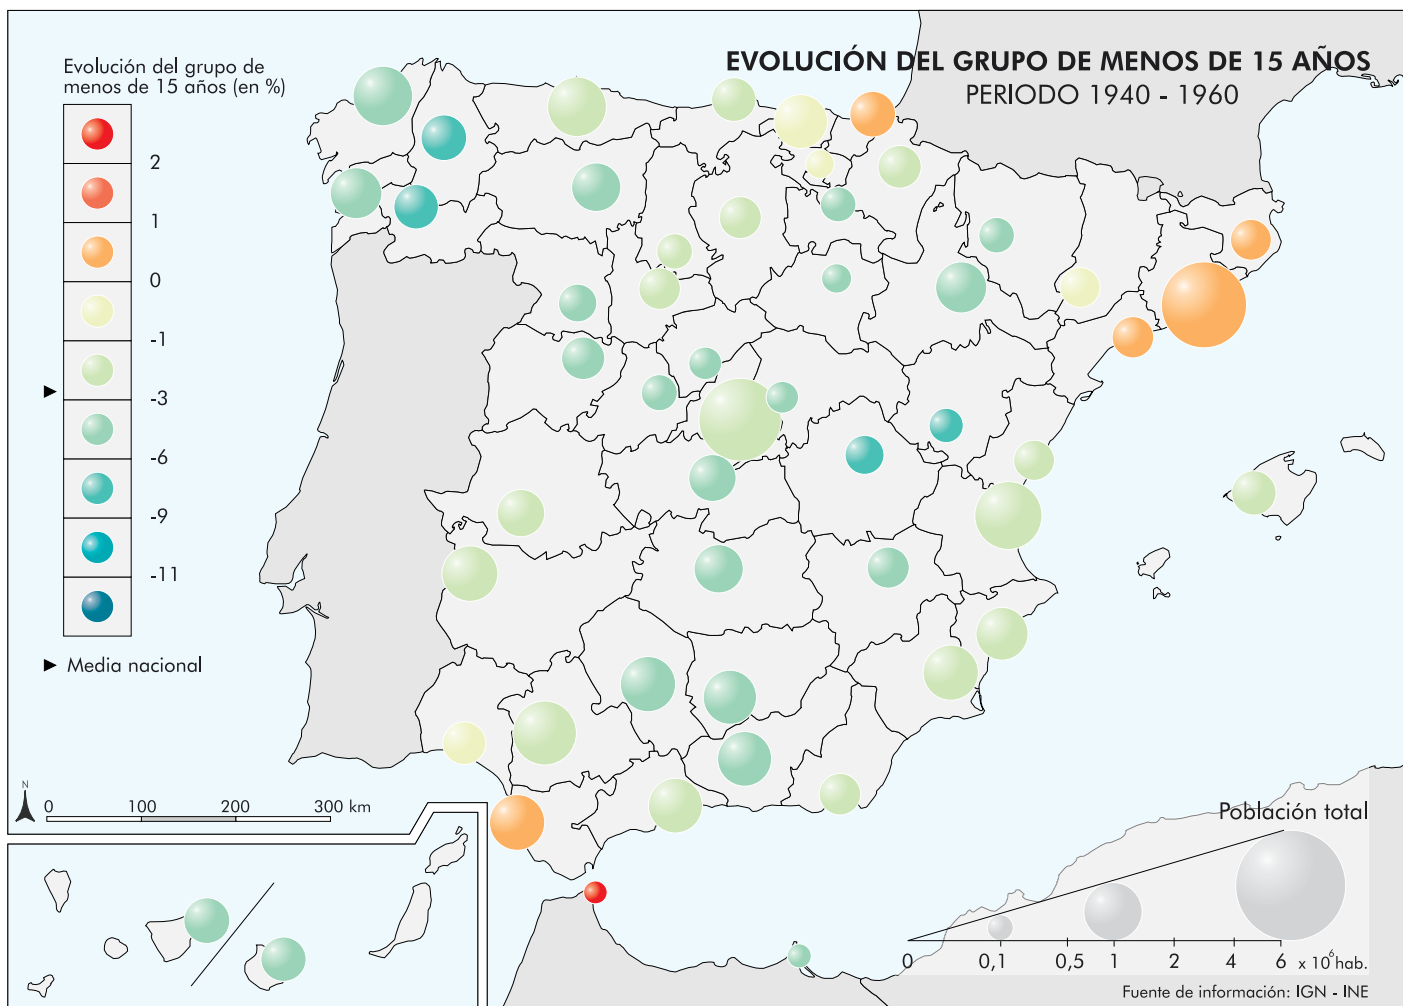 EVOLUCIÓN DEL GRUPO DE MENOS DE 15 AÑOS
PERIODO 1940 - 1960
Evolución del grupo de
menos de 15 años (en %)
2
1
0
-1
-3
-6
-9
-11
Media nacional
N
0 100 200 300 km
Población total
0 0,1 0,5 1 2 4 6 x 10⁶hab.
Fuente de información: IGN - INE